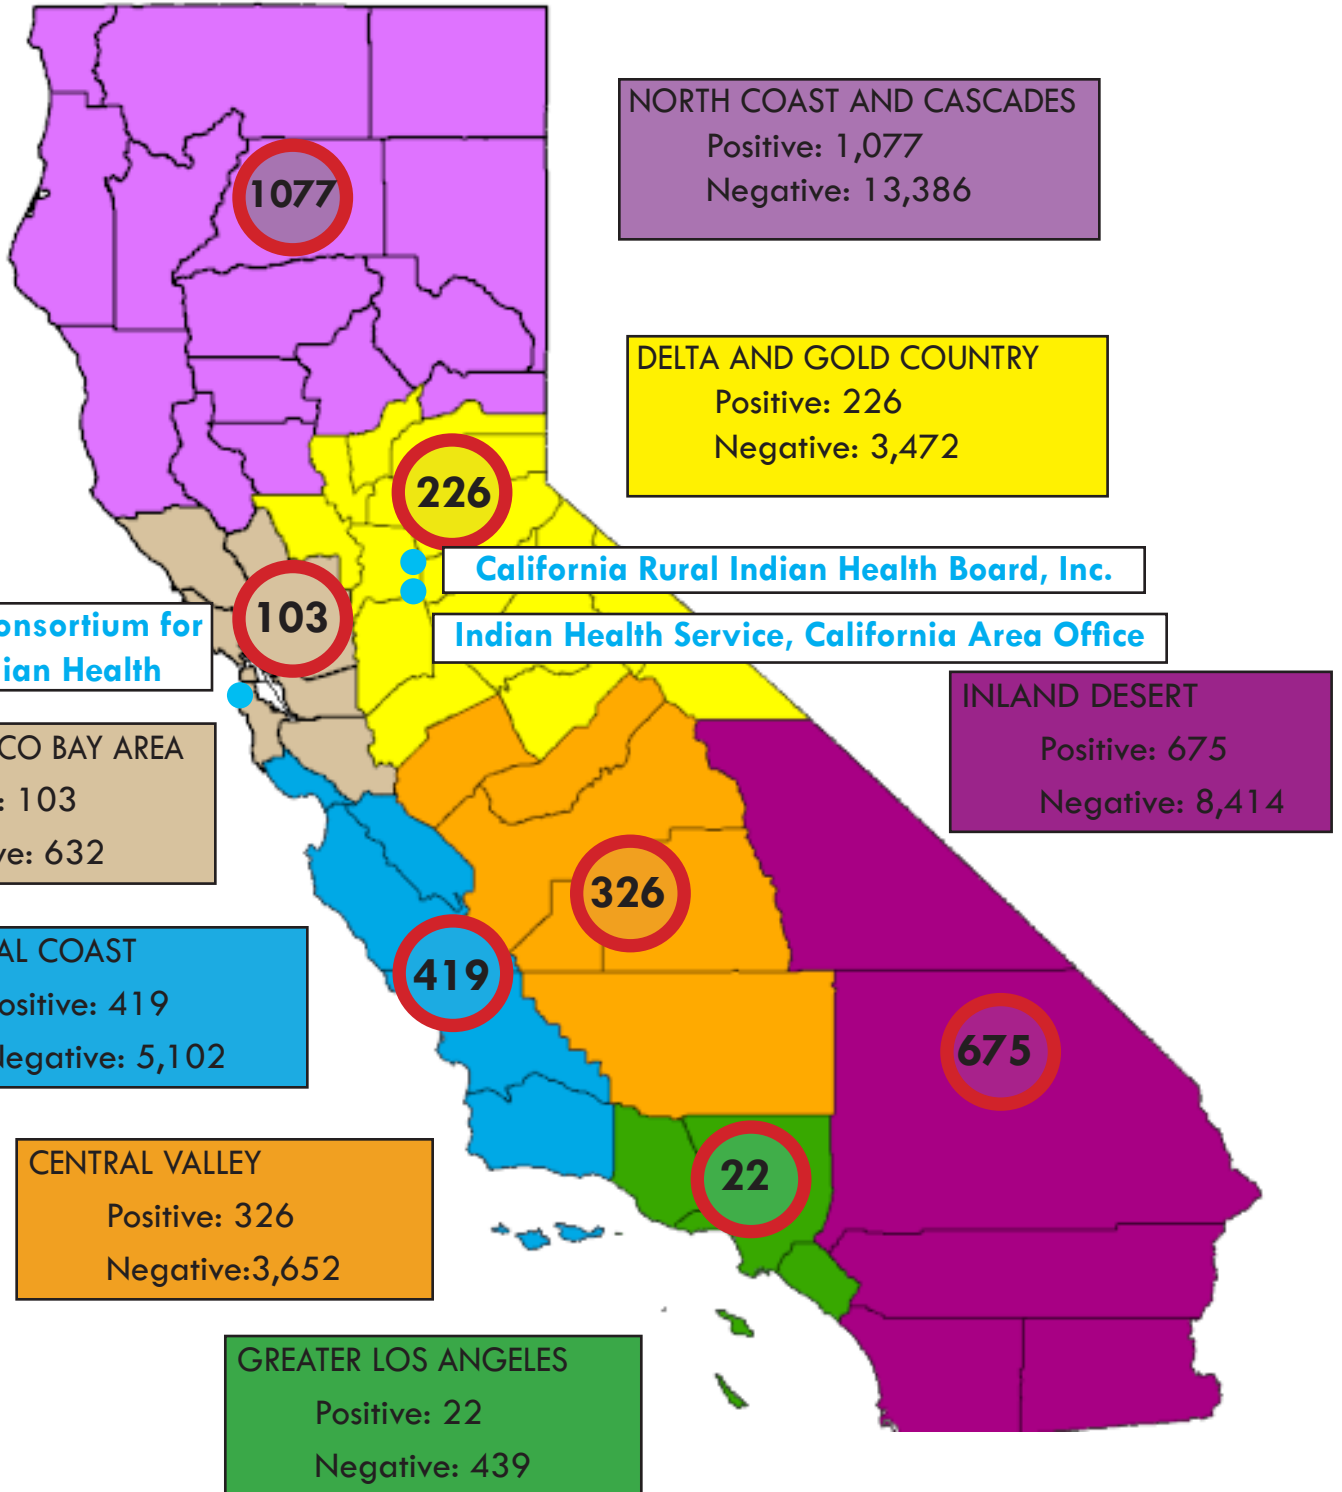 NORTH COAST AND CASCADES
Positive: 1,077
Negative: 13,386
1077
DELTA AND GOLD COUNTRY
Positive: 226
Negative: 3,472
226
California Rural Indian Health Board, Inc.
103
onsortium for
ian Health
Indian Health Service, California Area Office
INLAND DESERT
Positive: 675
Negative: 8,414
CO BAY AREA
: 103
ve: 632
326
AL COAST
ositive: 419
legative: 5,102
419
675
CENTRAL VALLEY
Positive: 326
Negative:3,652
22
GREATER LOS ANGELES
Positive: 22
Negative: 439